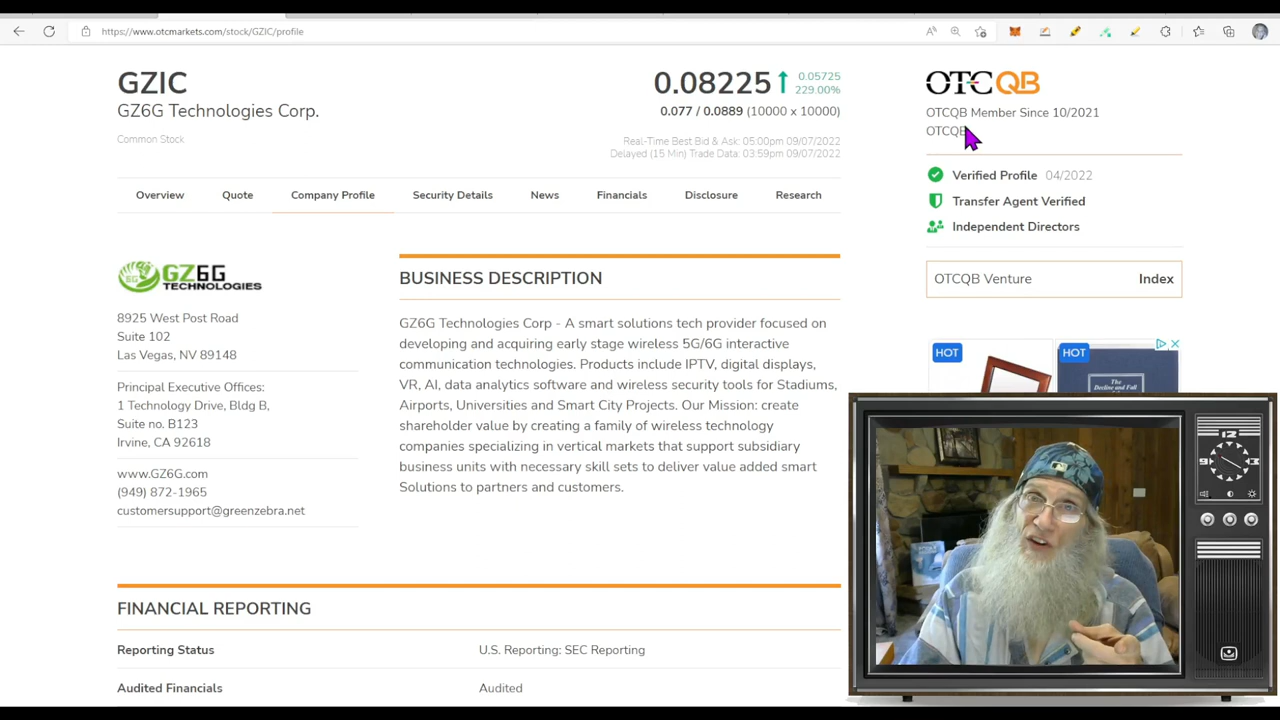 https://www.otcmarkets.com/stock/GZIC/profile
GZIC
GZ6G Technologies Corp.
Common Stock
0.08225
0.05725
229.00%
0.077 / 0.0889 (10000 x 10000)
Real-Time Best Bid & Ask: 05:00pm 09/07/2022
Delayed (15 Min) Trade Data: 03:59pm 09/07/2022
OTCQB
OTCQB Member Since 10/2021
OTCQB
Verified Profile 04/2022
Transfer Agent Verified
Independent Directors
OTCQB Venture Index
Overview Quote Company Profile Security Details News Financials Disclosure Research
GZ6G
TECHNOLOGIES
8925 West Post Road
Suite 102
Las Vegas, NV 89148
Principal Executive Offices:
1 Technology Drive, Bldg B,
Suite no. B123
Irvine, CA 92618
www.GZ6G.com
(949) 872-1965
customersupport@greenzebra.net
BUSINESS DESCRIPTION
GZ6G Technologies Corp - A smart solutions tech provider focused on
developing and acquiring early stage wireless 5G/6G interactive
communication technologies. Products include IPTV, digital displays,
VR, AI, data analytics software and wireless security tools for Stadiums,
Airports, Universities and Smart City Projects. Our Mission: create
shareholder value by creating a family of wireless technology
companies specializing in vertical markets that support subsidiary
business units with necessary skill sets to deliver value added smart
Solutions to partners and customers.
HOT
HOT
The
Decline and Fall
FINANCIAL REPORTING
Reporting Status U.S. Reporting: SEC Reporting
Audited Financials Audited
12
9
3